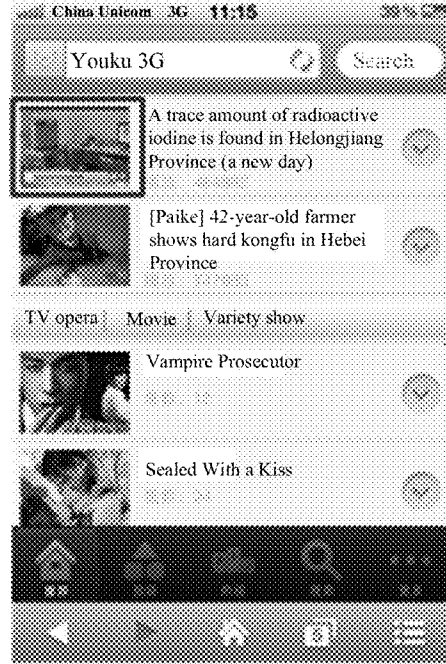 China Unicom 3G 11:15 39%
Youku 3G
Search
A trace amount of radioactive
iodine is found in Helongjiang
Province (a new day)
[Paike] 42-year-old farmer
shows hard kongfu in Hebei
Province
TV opera Movie Variety show
Vampire Prosecutor
Sealed With a Kiss